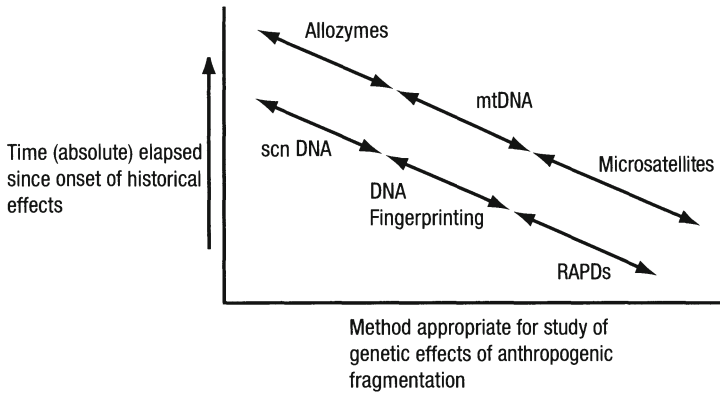 Allozymes
mtDNA
Microsatellites
scn DNA
DNA
Fingerprinting
RAPDs
Time (absolute) elapsed
since onset of historical
effects
Method appropriate for study of
genetic effects of anthropogenic
fragmentation